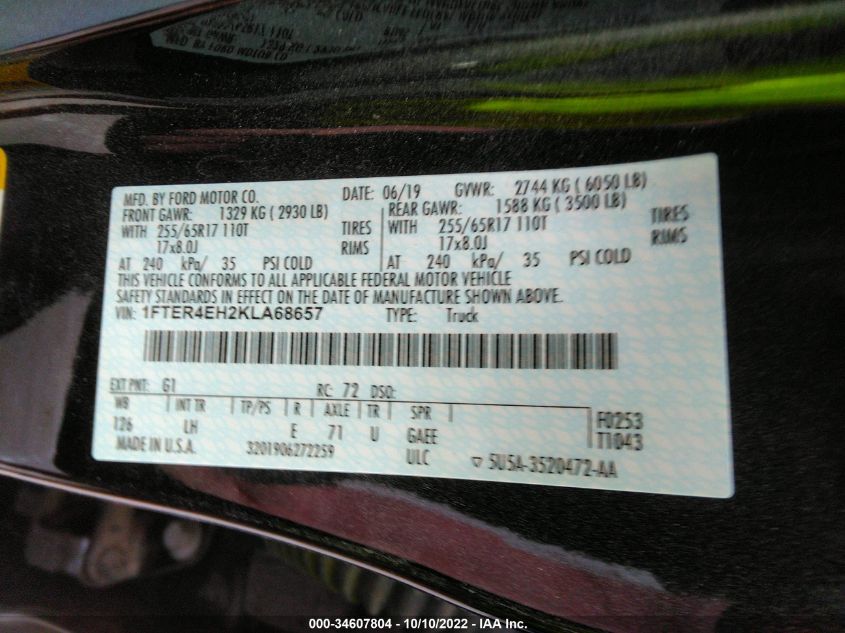 MFD. BY FORD MOTOR CO. DATE: 06/19 GVWR: 2744 KG ( 6050 LB)
FRONT GAWR: 1329 KG ( 2930 LB) REAR GAWR: 1588 KG ( 3500 LB)
WITH 255/65R17 110T TIRES WITH 255/65R17 110T TIRES
17x8.0J RIMS 17x8.0J RIMS
AT 240 kPa/ 35 PSI COLD AT 240 kPa/ 35 PSI COLD
THIS VEHICLE CONFORMS TO ALL APPLICABLE FEDERAL MOTOR VEHICLE
SAFETY STANDARDS IN EFFECT ON THE DATE OF MANUFACTURE SHOWN ABOVE.
VIN: 1FTER4EH2KLA68657 TYPE: Truck
EXT PNT: G1 RC: 72 DSO:
WB INT TR TP/PS R AXLE TR SPR F0253
126 LH E 71 U GAEE T1043
MADE IN U.S.A. 3201906272259 ULC ▽ 5U5A-3520472-AA
000-34607804 - 10/10/2022 - IAA Inc.